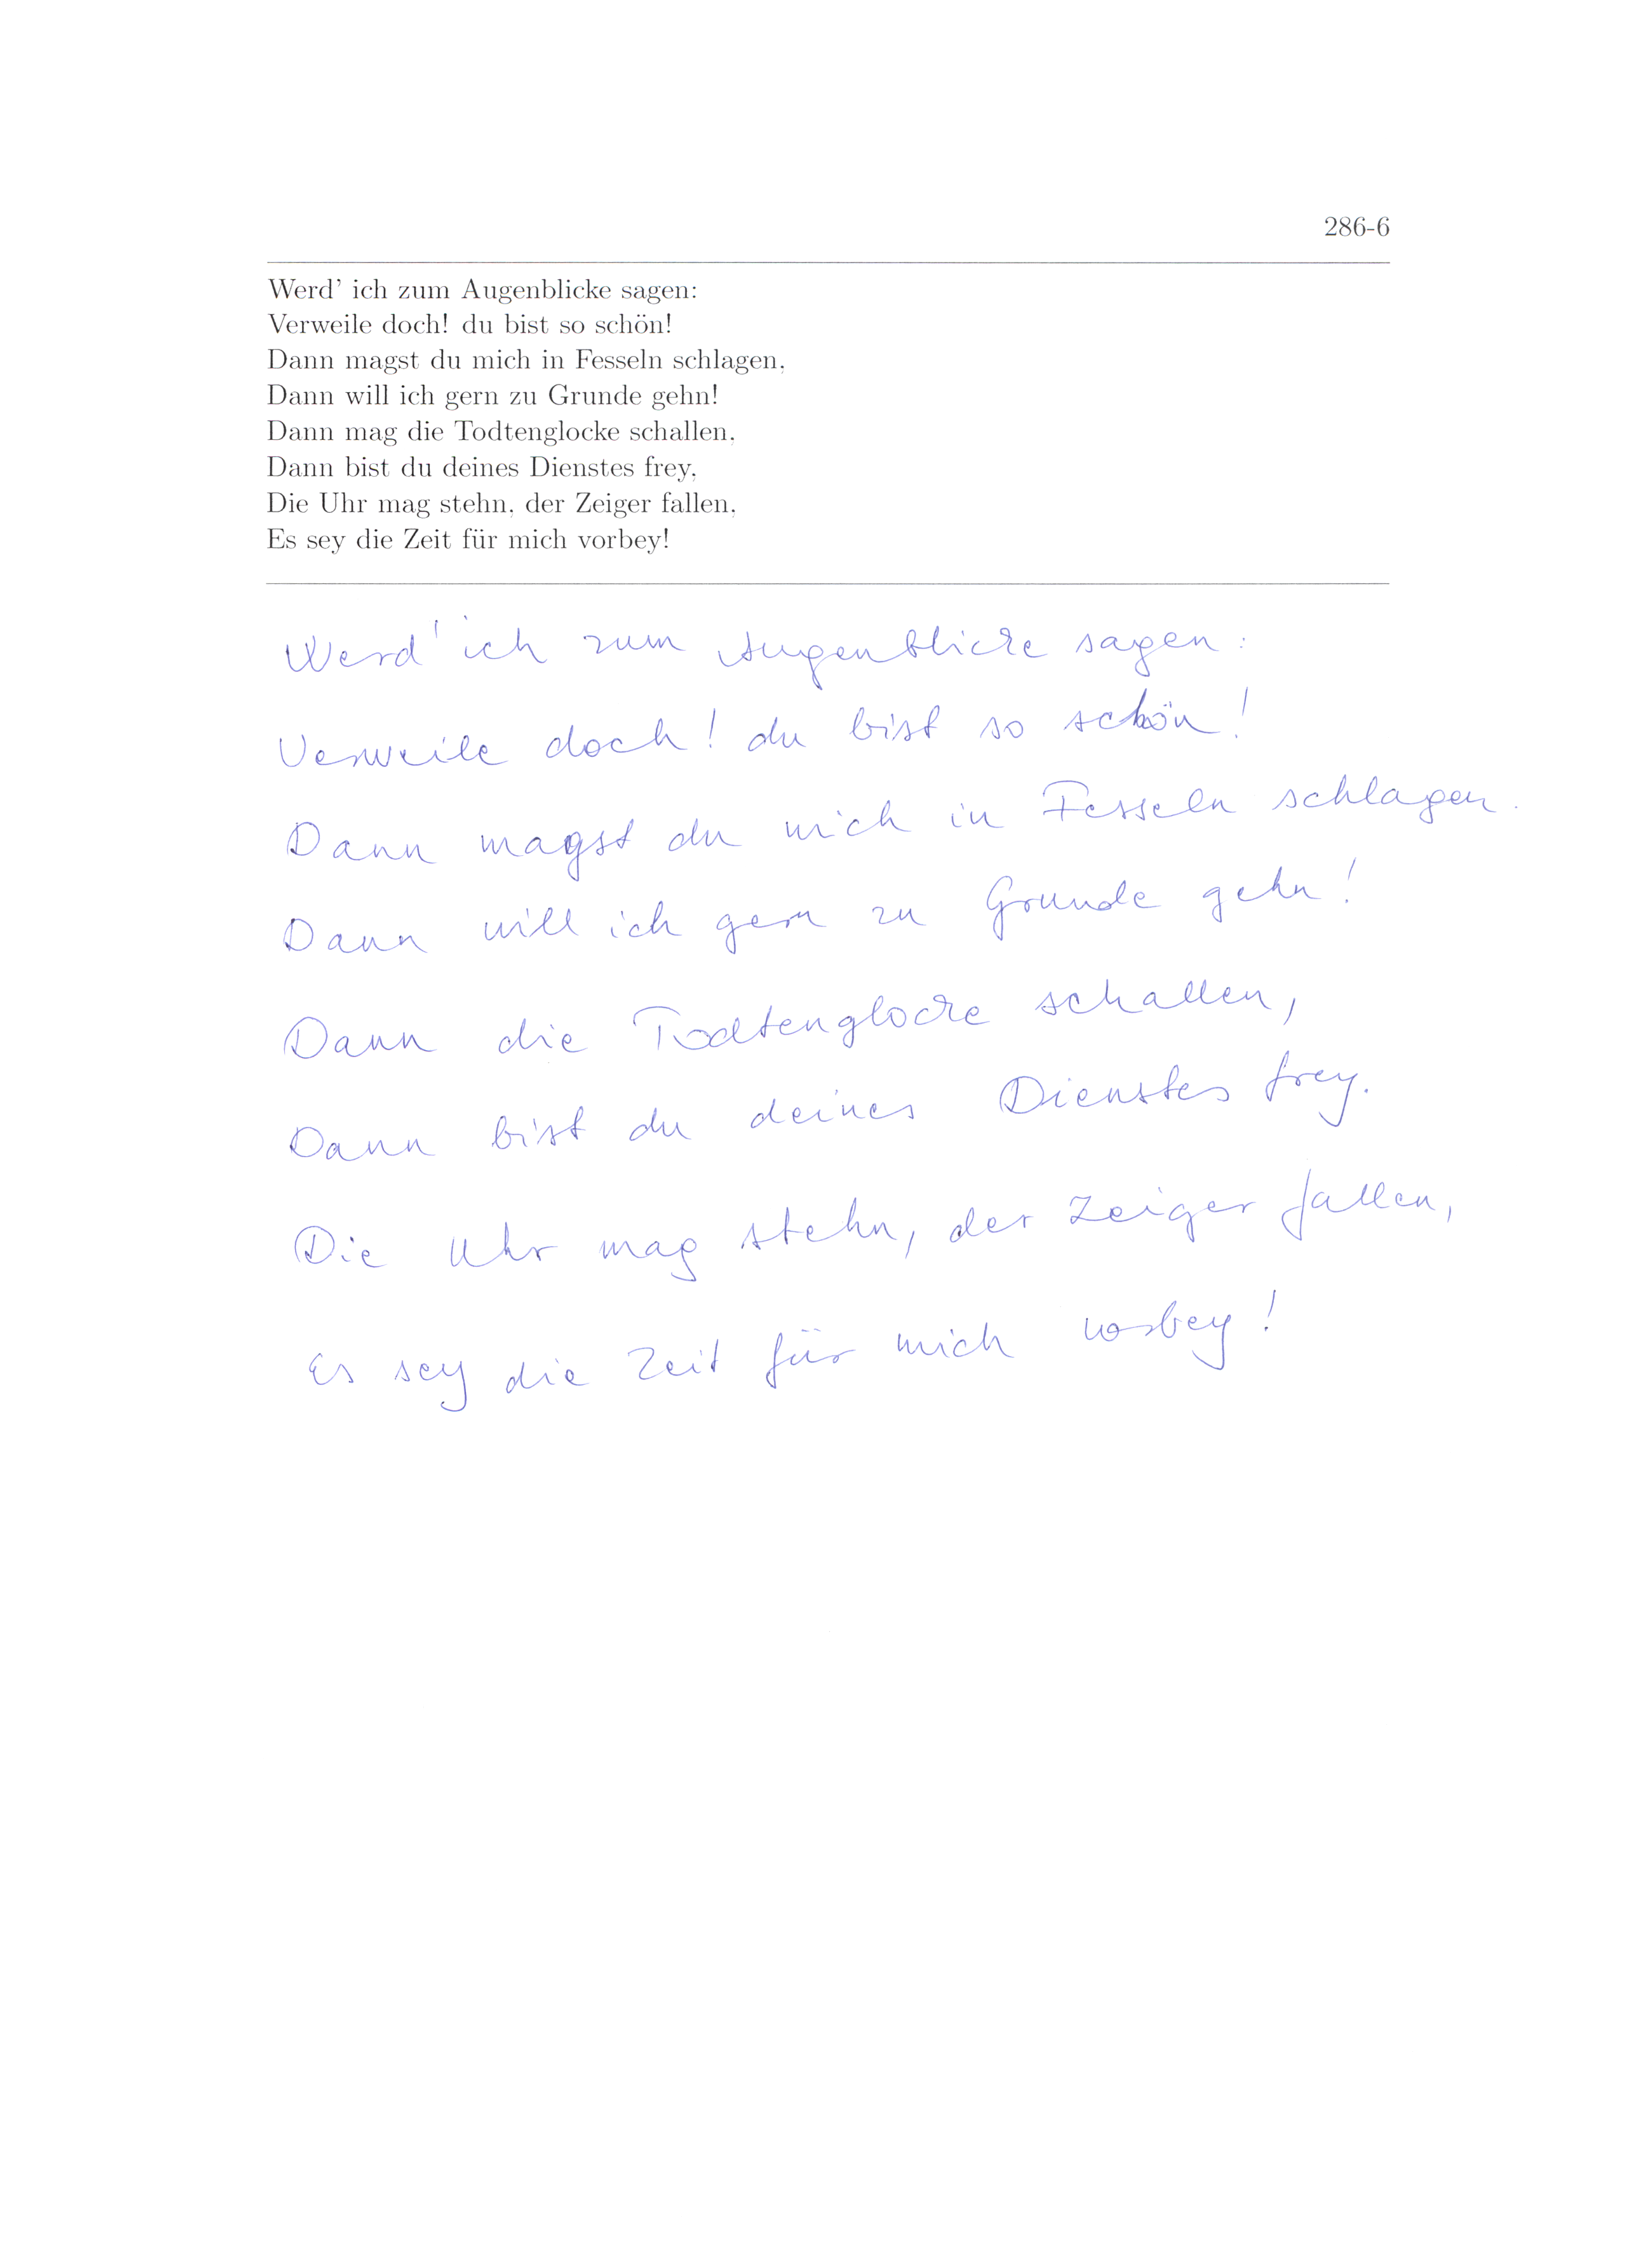 286-6
Werd' ich zum Augenblicke sagen:
Verweile doch! du bist so schön!
Dann magst du mich in Fesseln schlagen,
Dann will ich gern zu Grunde gehn!
Dann mag die Todtenglocke schallen,
Dann bist du deines Dienstes frey,
Die Uhr mag stehn, der Zeiger fallen,
Es sey die Zeit für mich vorbey!
Werd' ich zum Augenblicke sagen:
Verweile doch! du bist so schön!
Dann magst du mich in Fesseln schlagen.
Dann will ich gern zu Grunde gehn!
Dann die Todtenglocke schallen,
Dann bist du deines Dienstes frey.
Die Uhr mag stehn, der Zeiger fallen,
Es sey die Zeit für mich vorbey!